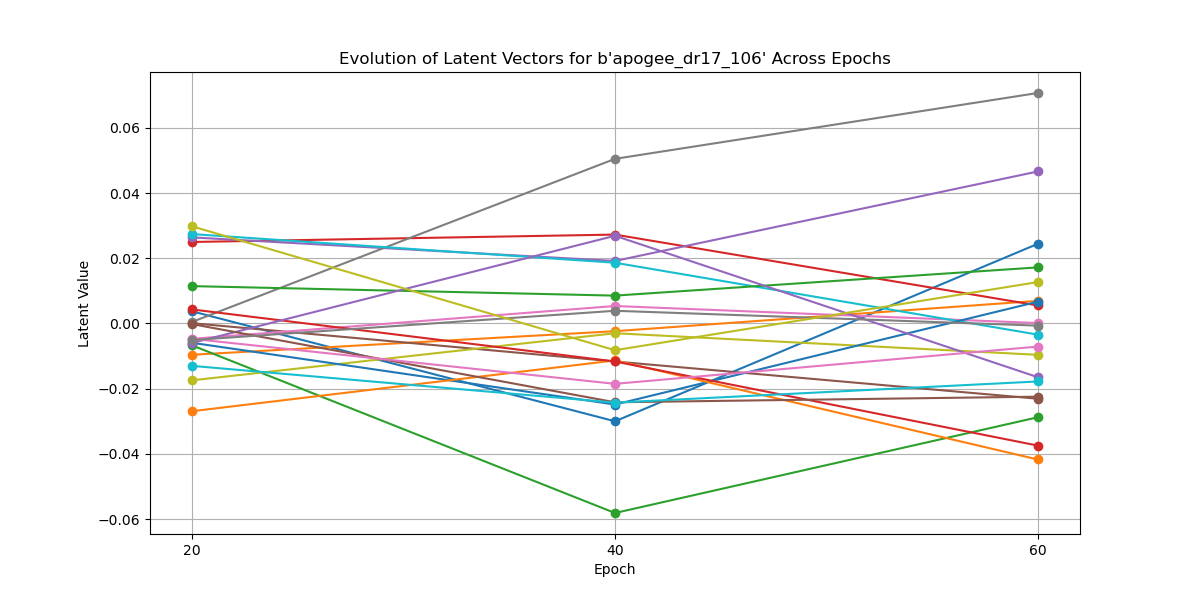 Evolution of Latent Vectors for b'apogee_dr17_106' Across Epochs
0.06
0.04
0.02
0.00
−0.02
−0.04
−0.06
Latent Value
20 40 60
Epoch